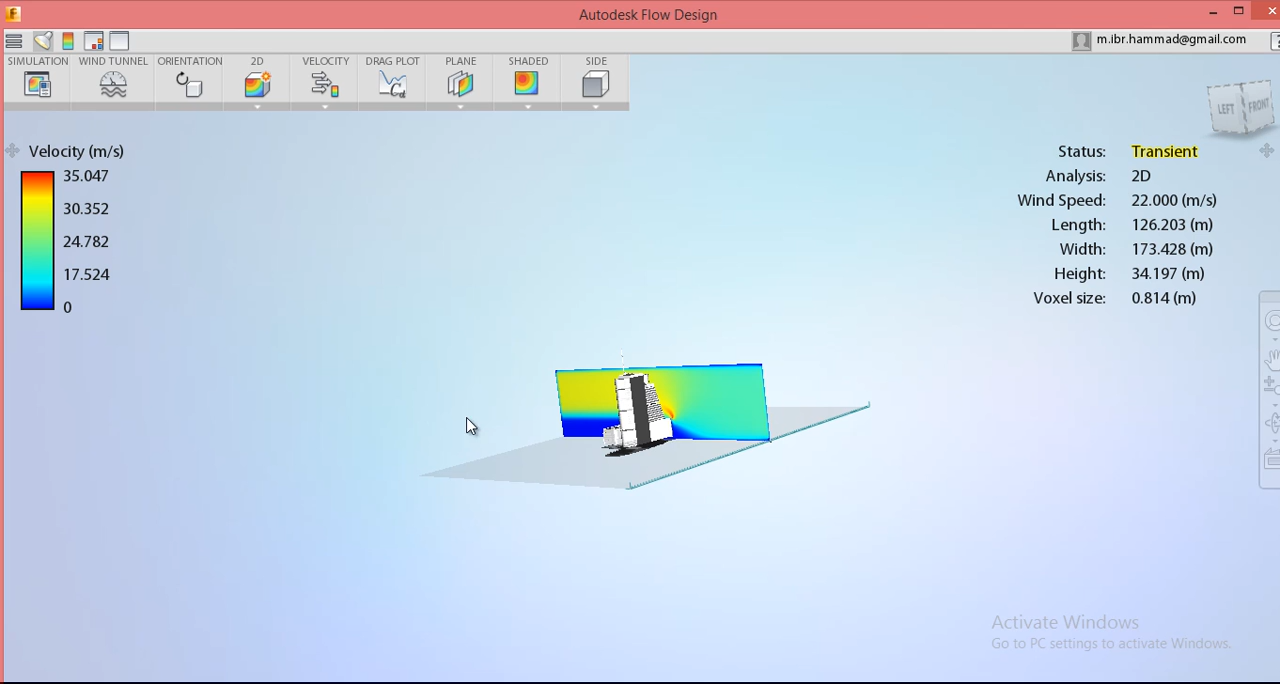 Autodesk Flow Design
m.ibr.hammad@gmail.com
?
SIMULATION WIND TUNNEL ORIENTATION 2D VELOCITY DRAG PLOT PLANE SHADED SIDE
Velocity (m/s)
35.047
30.352
24.782
17.524
0
LEFT FRONT
Status: Transient
Analysis: 2D
Wind Speed: 22.000 (m/s)
Length: 126.203 (m)
Width: 173.428 (m)
Height: 34.197 (m)
Voxel size: 0.814 (m)
Activate Windows
Go to PC settings to activate Windows.